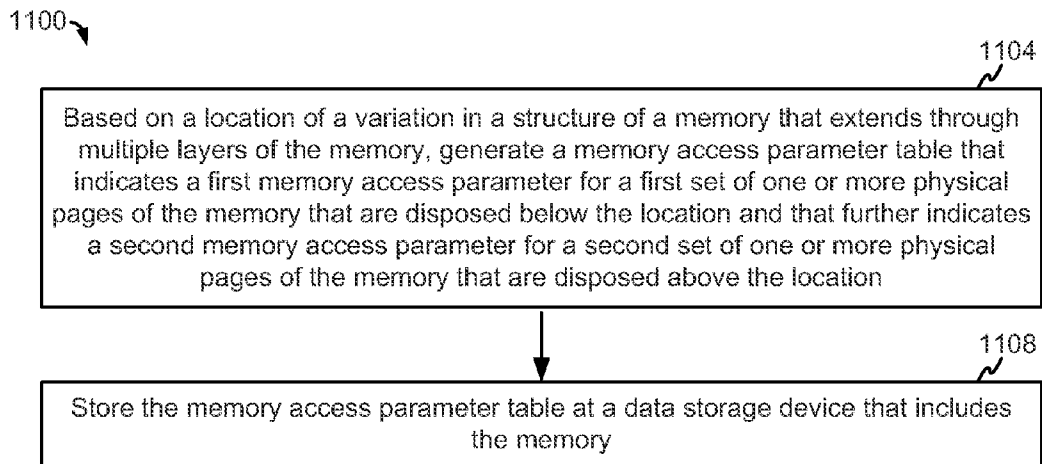 1100
1104
Based on a location of a variation in a structure of a memory that extends through
multiple layers of the memory, generate a memory access parameter table that
indicates a first memory access parameter for a first set of one or more physical
pages of the memory that are disposed below the location and that further indicates
a second memory access parameter for a second set of one or more physical
pages of the memory that are disposed above the location
1108
Store the memory access parameter table at a data storage device that includes
the memory